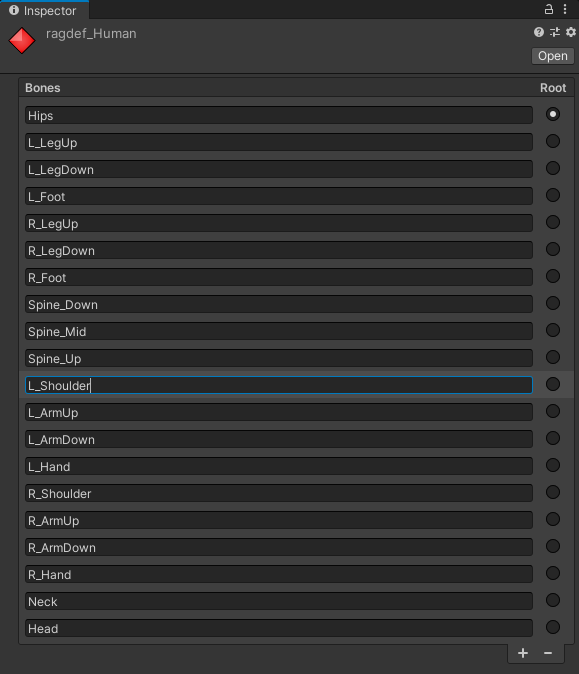 Inspector
ragdef_Human
Open
Bones Root
Hips
L_LegUp
L_LegDown
L_Foot
R_LegUp
R_LegDown
R_Foot
Spine_Down
Spine_Mid
Spine_Up
L_Shoulder
L_ArmUp
L_ArmDown
L_Hand
R_Shoulder
R_ArmUp
R_ArmDown
R_Hand
Neck
Head